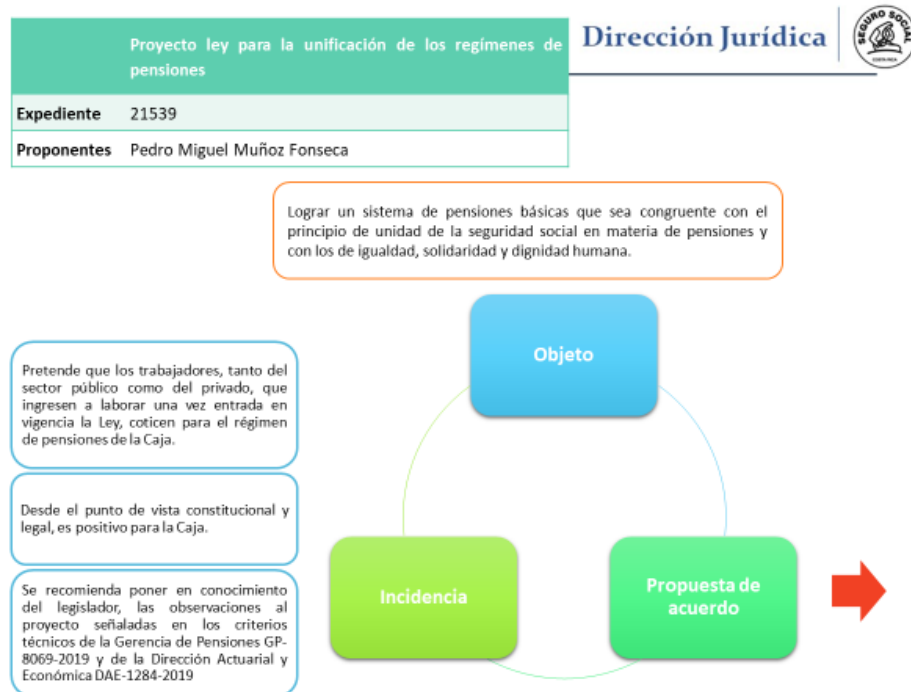 Proyecto ley para la unificación de los regímenes de
pensiones
Expediente 21539
Proponentes Pedro Miguel Muñoz Fonseca
Dirección Jurídica
SEGURO SOCIAL
COSTA RICA
Lograr un sistema de pensiones básicas que sea congruente con el
principio de unidad de la seguridad social en materia de pensiones y
con los de igualdad, solidaridad y dignidad humana.
Objeto
Pretende que los trabajadores, tanto del
sector público como del privado, que
ingresen a laborar una vez entrada en
vigencia la Ley, coticen para el régimen
de pensiones de la Caja.
Desde el punto de vista constitucional y
legal, es positivo para la Caja.
Se recomienda poner en conocimiento
del legislador, las observaciones al
proyecto señaladas en los criterios
técnicos de la Gerencia de Pensiones GP-
8069-2019 y de la Dirección Actuarial y
Económica DAE-1284-2019
Incidencia
Propuesta de
acuerdo